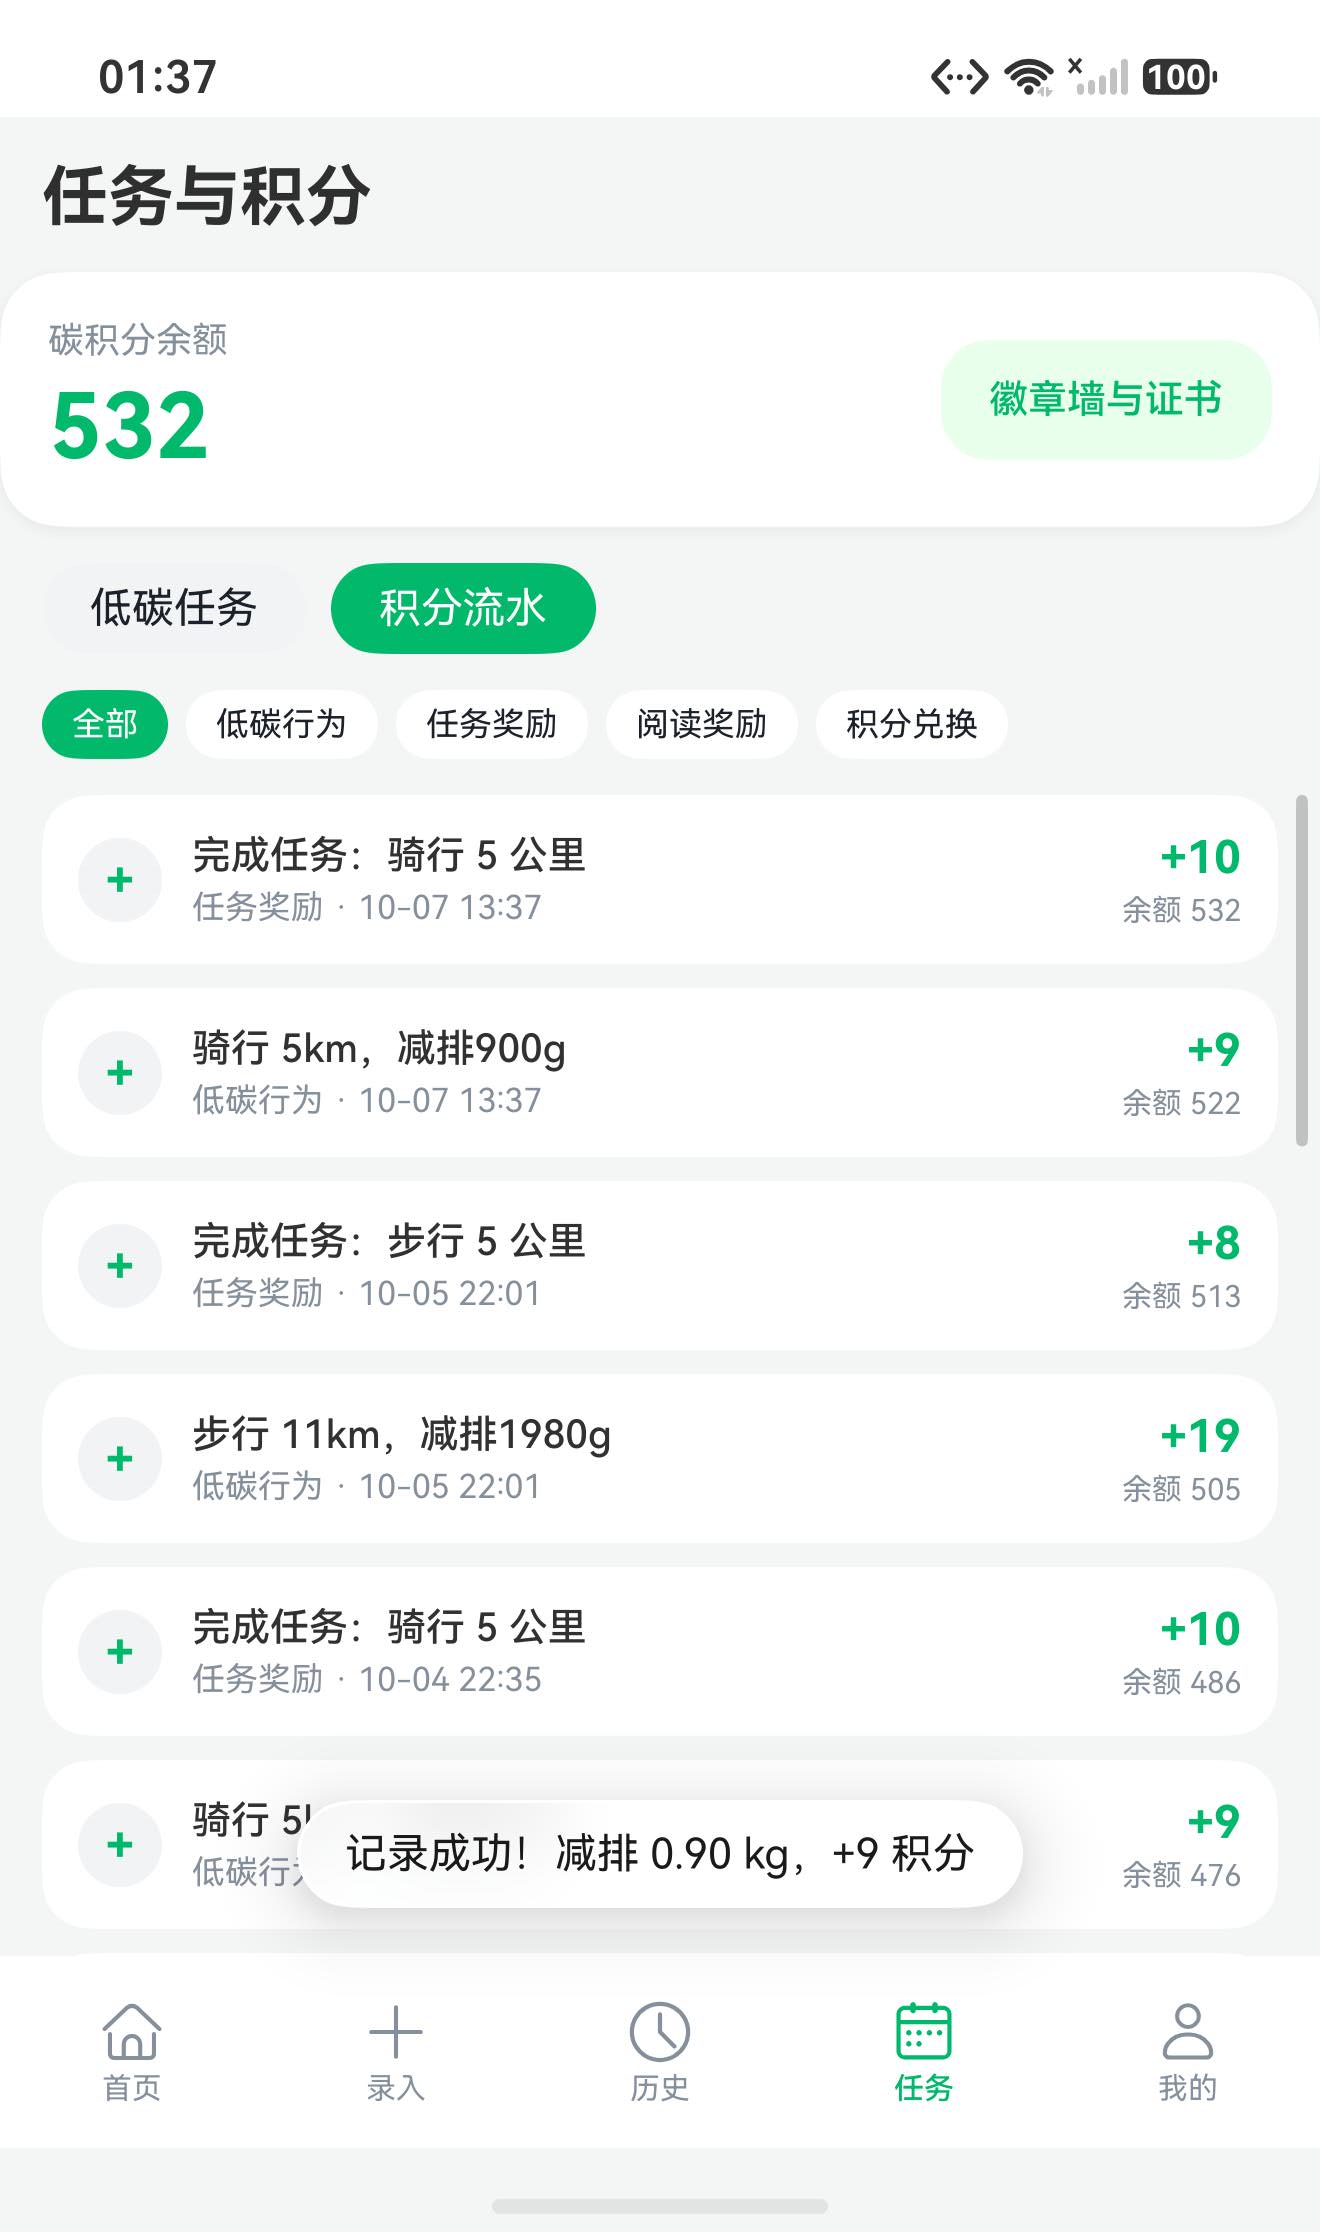 01:37
100
任务与积分
碳积分余额
532
徽章墙与证书
低碳任务 积分流水
全部 低碳行为 任务奖励 阅读奖励 积分兑换
+ 完成任务：骑行 5 公里 +10
任务奖励 · 10-07 13:37 余额 532
+ 骑行 5km，减排900g +9
低碳行为 · 10-07 13:37 余额 522
+ 完成任务：步行 5 公里 +8
任务奖励 · 10-05 22:01 余额 513
+ 步行 11km，减排1980g +19
低碳行为 · 10-05 22:01 余额 505
+ 完成任务：骑行 5 公里 +10
任务奖励 · 10-04 22:35 余额 486
+ 骑行 +9
低碳行 余额 476
记录成功！减排 0.90 kg，+9 积分
首页 录入 历史 任务 我的